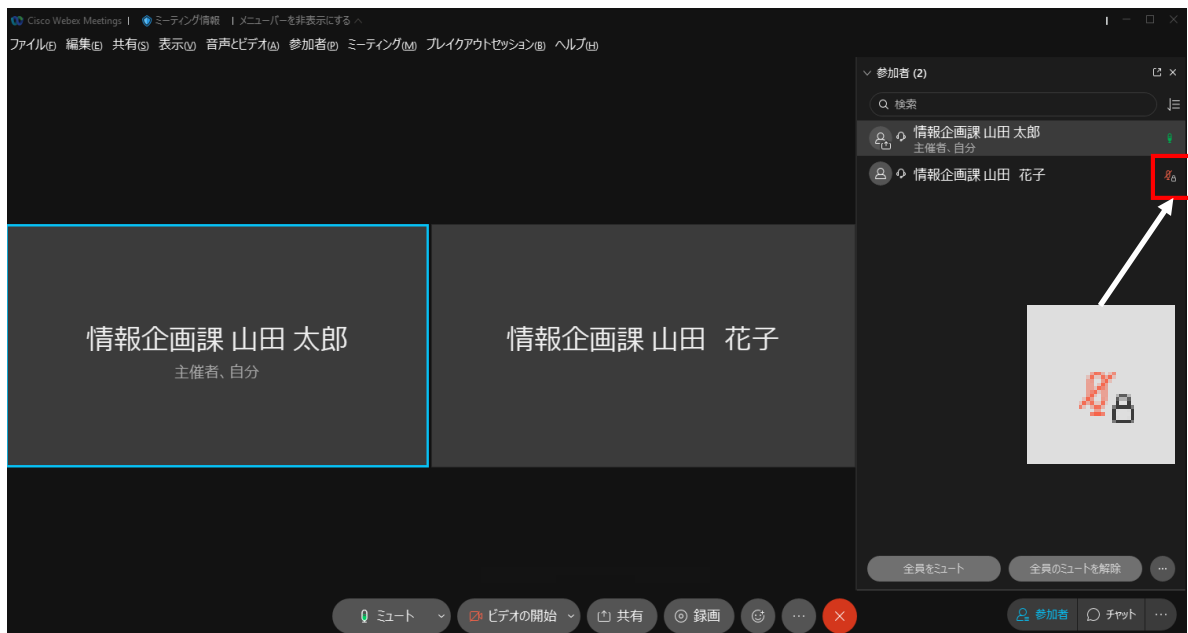 Cisco Webex Meetings | ミーティング情報 | メニューバーを非表示にする
ファイル(F) 編集(E) 共有(S) 表示(V) 音声とビデオ(A) 参加者(P) ミーティング(M) ブレイクアウトセッション(B) ヘルプ(H)
参加者 (2)
検索
情報企画課 山田 太郎
主催者、自分
情報企画課 山田 花子
情報企画課 山田 太郎
主催者、自分
情報企画課 山田 花子
全員をミュート 全員のミュートを解除 ...
ミュート ビデオの開始 共有 録画 ... 参加者 チャット ...